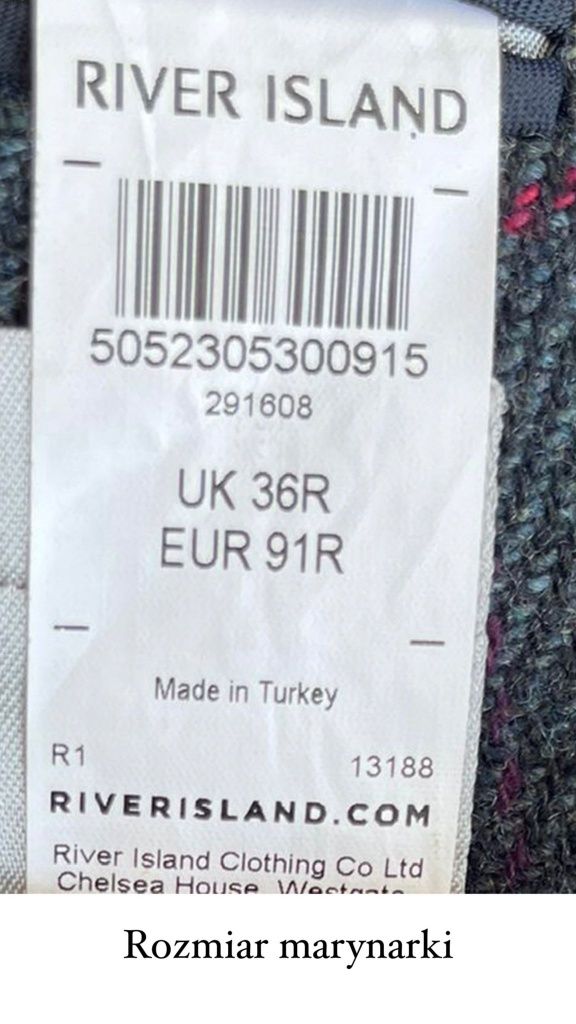 RIVER ISLAND
5052305300915
291608
UK 36R
EUR 91R
Made in Turkey
R1 13188
RIVERISLAND.COM
River Island Clothing Co Ltd
Chelsea House, Westgate
Rozmiar marynarki